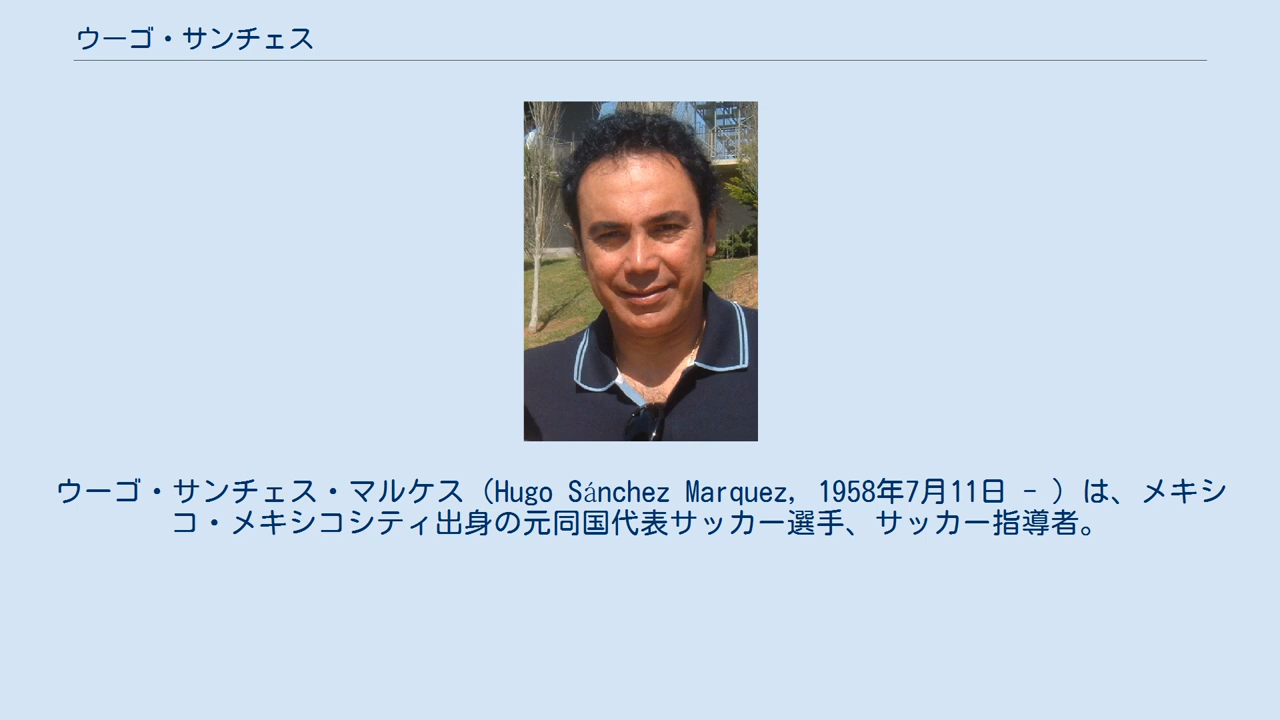 ウーゴ・サンチェス
ウーゴ・サンチェス・マルケス（Hugo Sánchez Marquez, 1958年7月11日 - ）は、メキシ
コ・メキシコシティ出身の元同国代表サッカー選手、サッカー指導者。